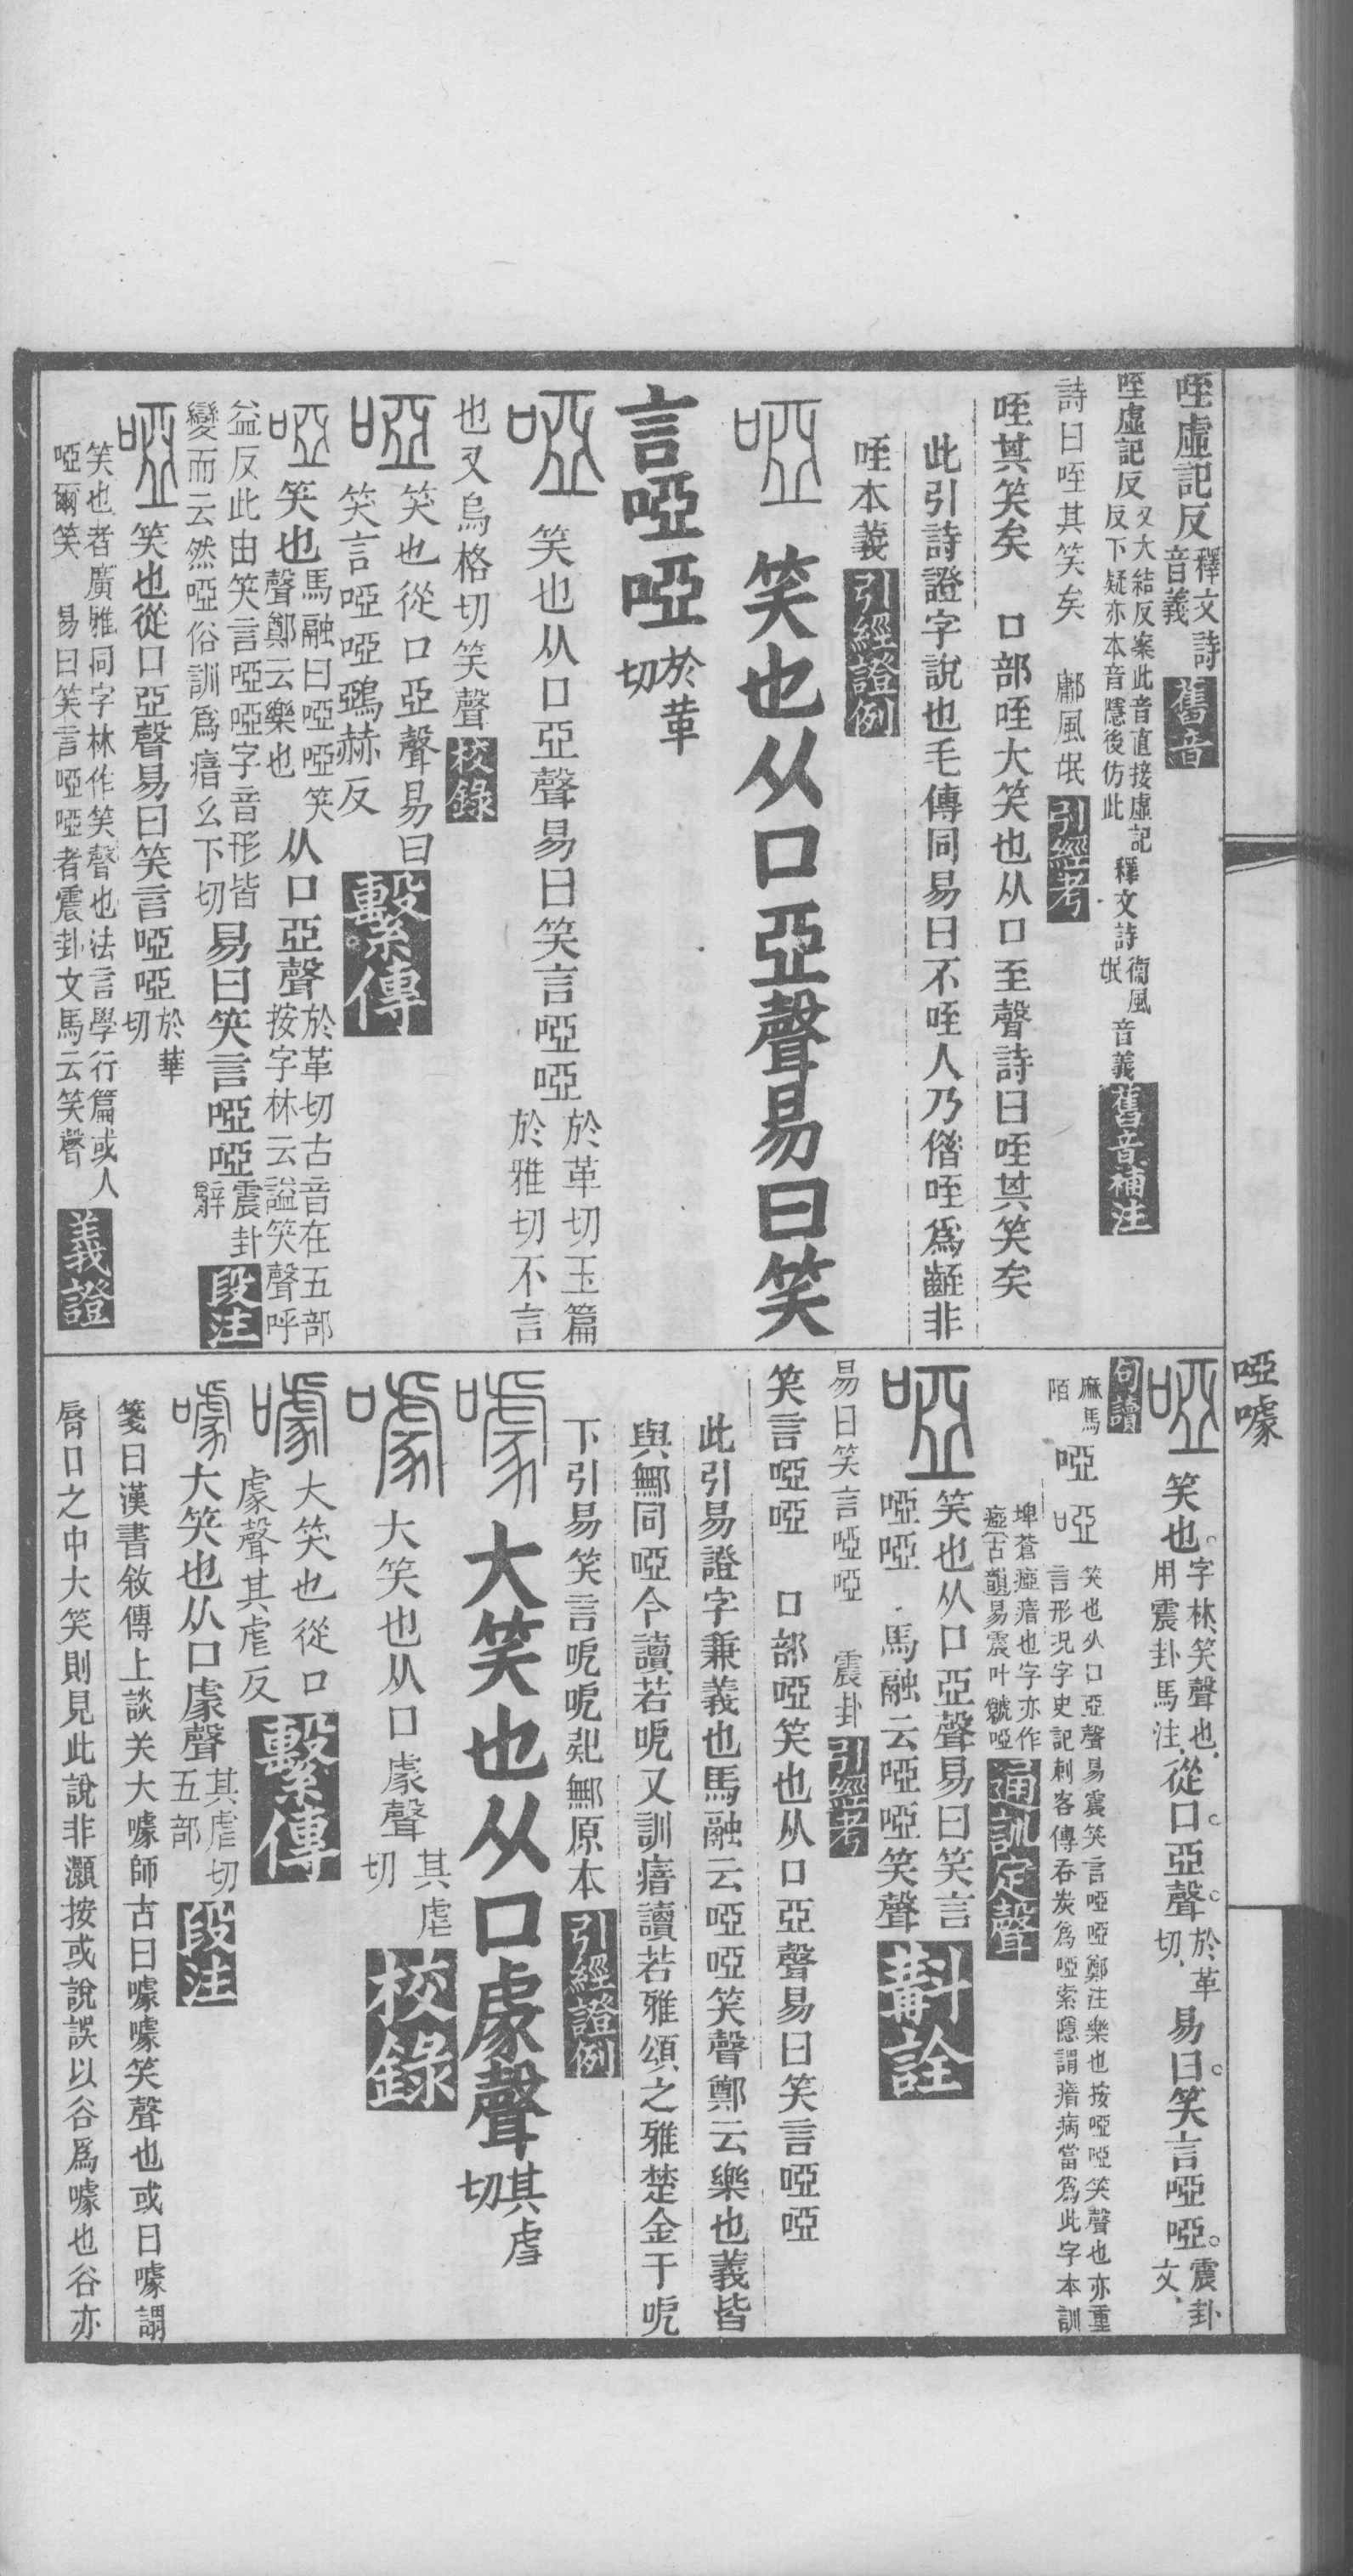 咥虛記反釋文詩音義舊音
咥虛記反又大結反案此音直接虛記反下疑亦本音隱後仿此釋文詩衞風氓音義舊音補注
詩曰咥其笑矣　鄘風氓引經考
咥其笑矣　口部咥大笑也从口至聲詩曰咥其笑矣
此引詩證字說也毛傳同易曰不咥人乃偺咥爲齛非
咥本義引經證例
啞　笑也从口亞聲易曰笑
言啞啞於革切
啞　笑也从口亞聲易曰笑言啞啞於革切玉篇於雅切不言
也又烏格切笑聲校錄
啞笑也從口亞聲易曰
笑言啞啞鵶赫反繫傳
啞笑也馬融曰啞啞笑聲鄭云樂也从口亞聲於革切古音在五部按字林云謚笑聲呼
益反此由笑言啞啞字音形皆變而云然啞俗訓爲瘖幺下切易曰笑言啞啞震卦辭段注
啞笑也從口亞聲易曰笑言啞啞於革切
笑也者廣雅同字林作笑聲也法言學行篇或人
啞爾笑　易曰笑言啞啞者震卦文馬云笑聲義證
啞噱
啞笑也字林笑聲也用震卦馬注從口亞聲於革切易曰笑言啞啞震卦文
句讀
麻馬陌啞啞笑也从口亞聲易震笑言啞啞鄭注樂也按啞啞笑聲也亦重言形況字史記刺客傳吞炭爲啞索隱謂瘖病當爲此字本訓
埤蒼瘂瘖也字亦作瘂古韻易震叶虩啞通訓定聲
啞笑也从口亞聲易曰笑言
啞啞　馬融云啞啞笑聲斠詮
易曰笑言啞啞　震卦引經考
笑言啞啞　口部啞笑也从口亞聲易曰笑言啞啞
此引易證字兼義也馬融云啞啞笑聲鄭云樂也義皆
與鄦同啞今讀若呝又訓瘖讀若雅頌之雅楚金于呝
下引易笑言呝呝羓鄦原本引經證例
噱大笑也从口豦聲其虐切
噱　大笑也从口豦聲其虐切校錄
噱大笑也從口
豦聲其虐反繫傳
噱大笑也从口豦聲其虐切五部段注
箋曰漢書敘傳上談关大噱師古曰噱噱笑聲也或曰噱謂
脣口之中大笑則見此說非灝按或說誤以谷爲噱也谷亦